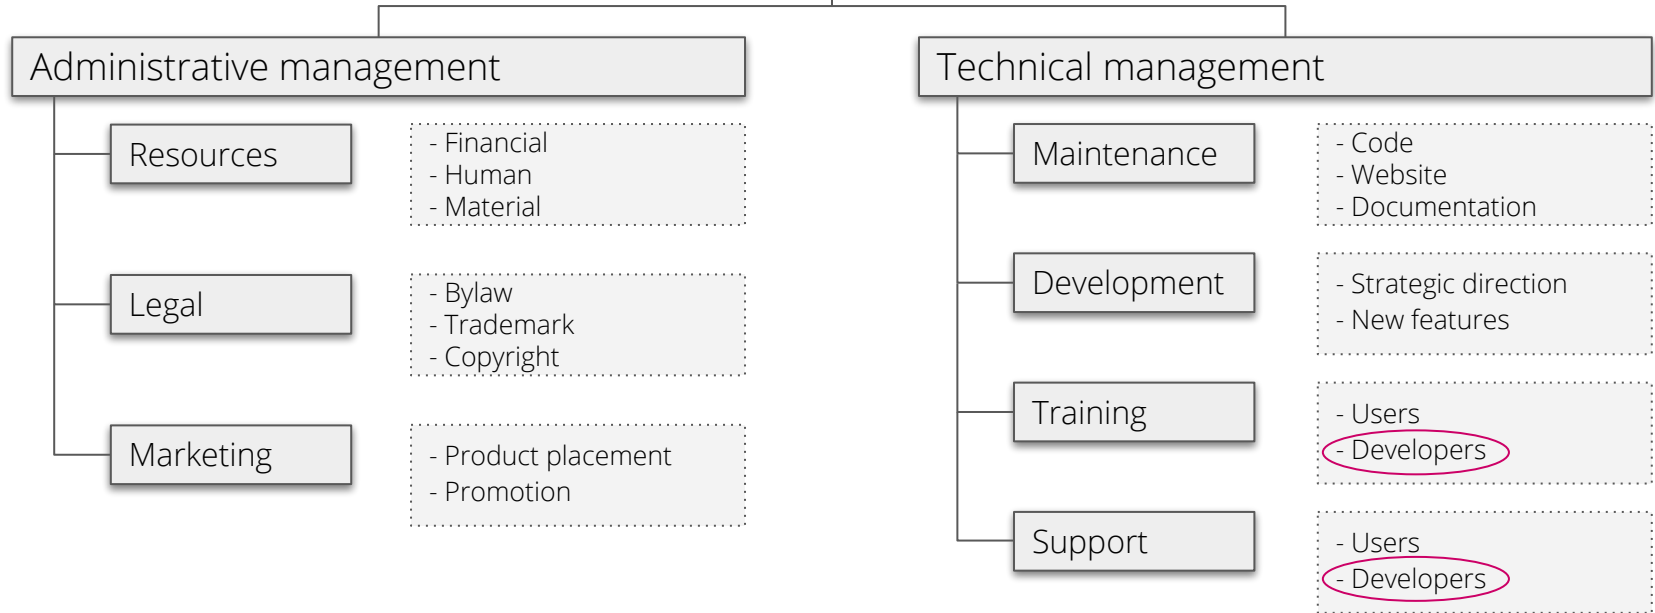 Administrative management
Resources
- Financial
- Human
- Material
Legal
- Bylaw
- Trademark
- Copyright
Marketing
- Product placement
- Promotion
Technical management
Maintenance
- Code
- Website
- Documentation
Development
- Strategic direction
- New features
Training
- Users
- Developers
Support
- Users
- Developers